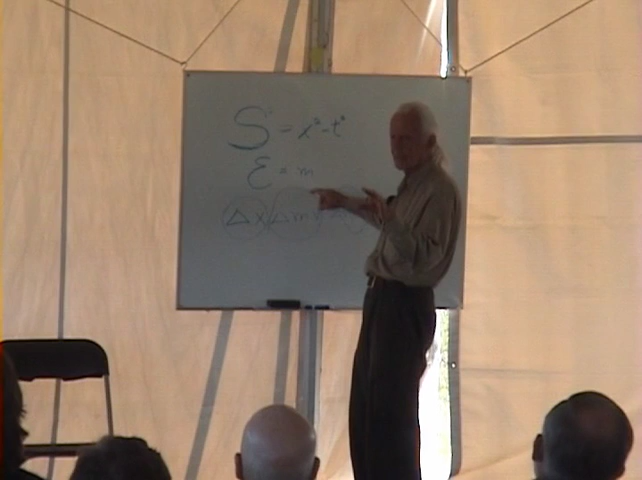 S = x² - t²
Ɛ = m
Δx Δm